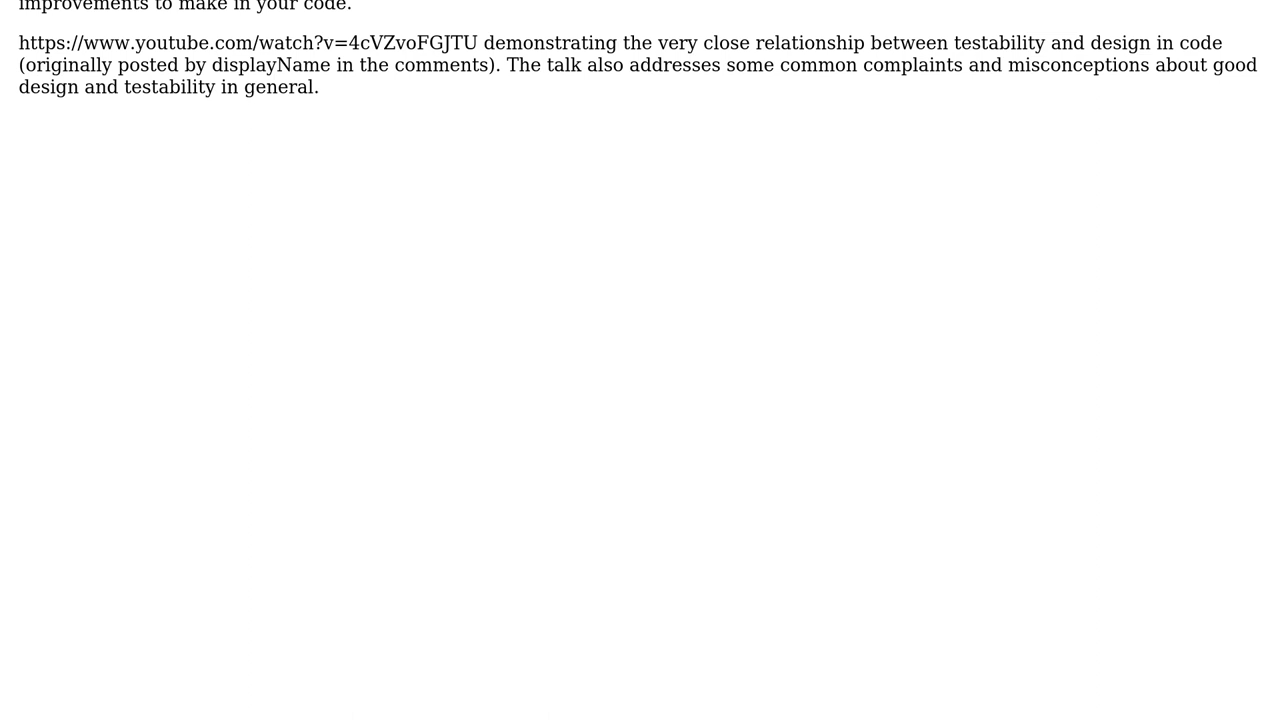 improvements to make in your code.
https://www.youtube.com/watch?v=4cVZvoFGJTU demonstrating the very close relationship between testability and design in code
(originally posted by displayName in the comments). The talk also addresses some common complaints and misconceptions about good
design and testability in general.